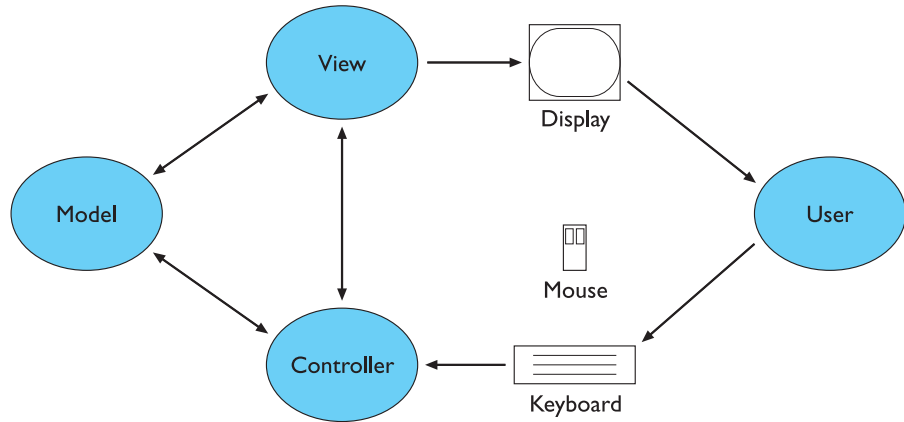 View
Display
Model
User
Mouse
Controller
Keyboard